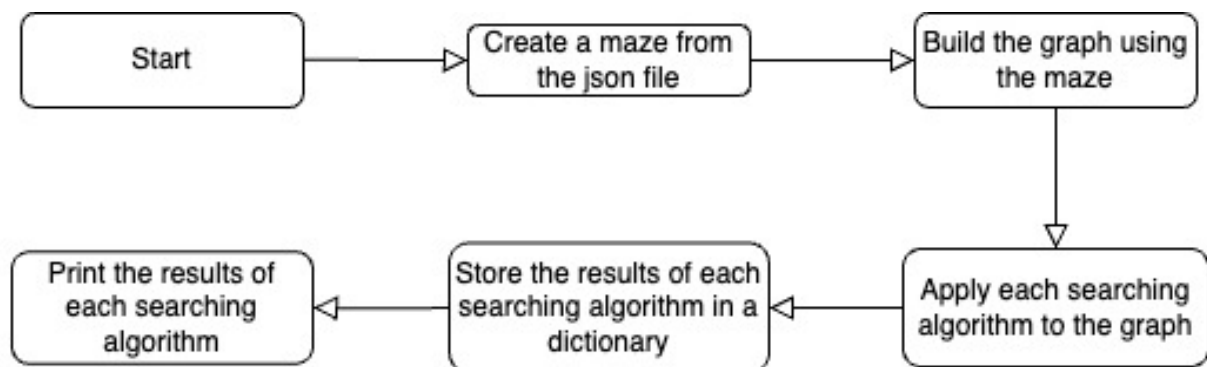 Start
Create a maze from
the json file
Build the graph using
the maze
Apply each searching
algorithm to the graph
Store the results of each
searching algorithm in a
dictionary
Print the results of
each searching
algorithm